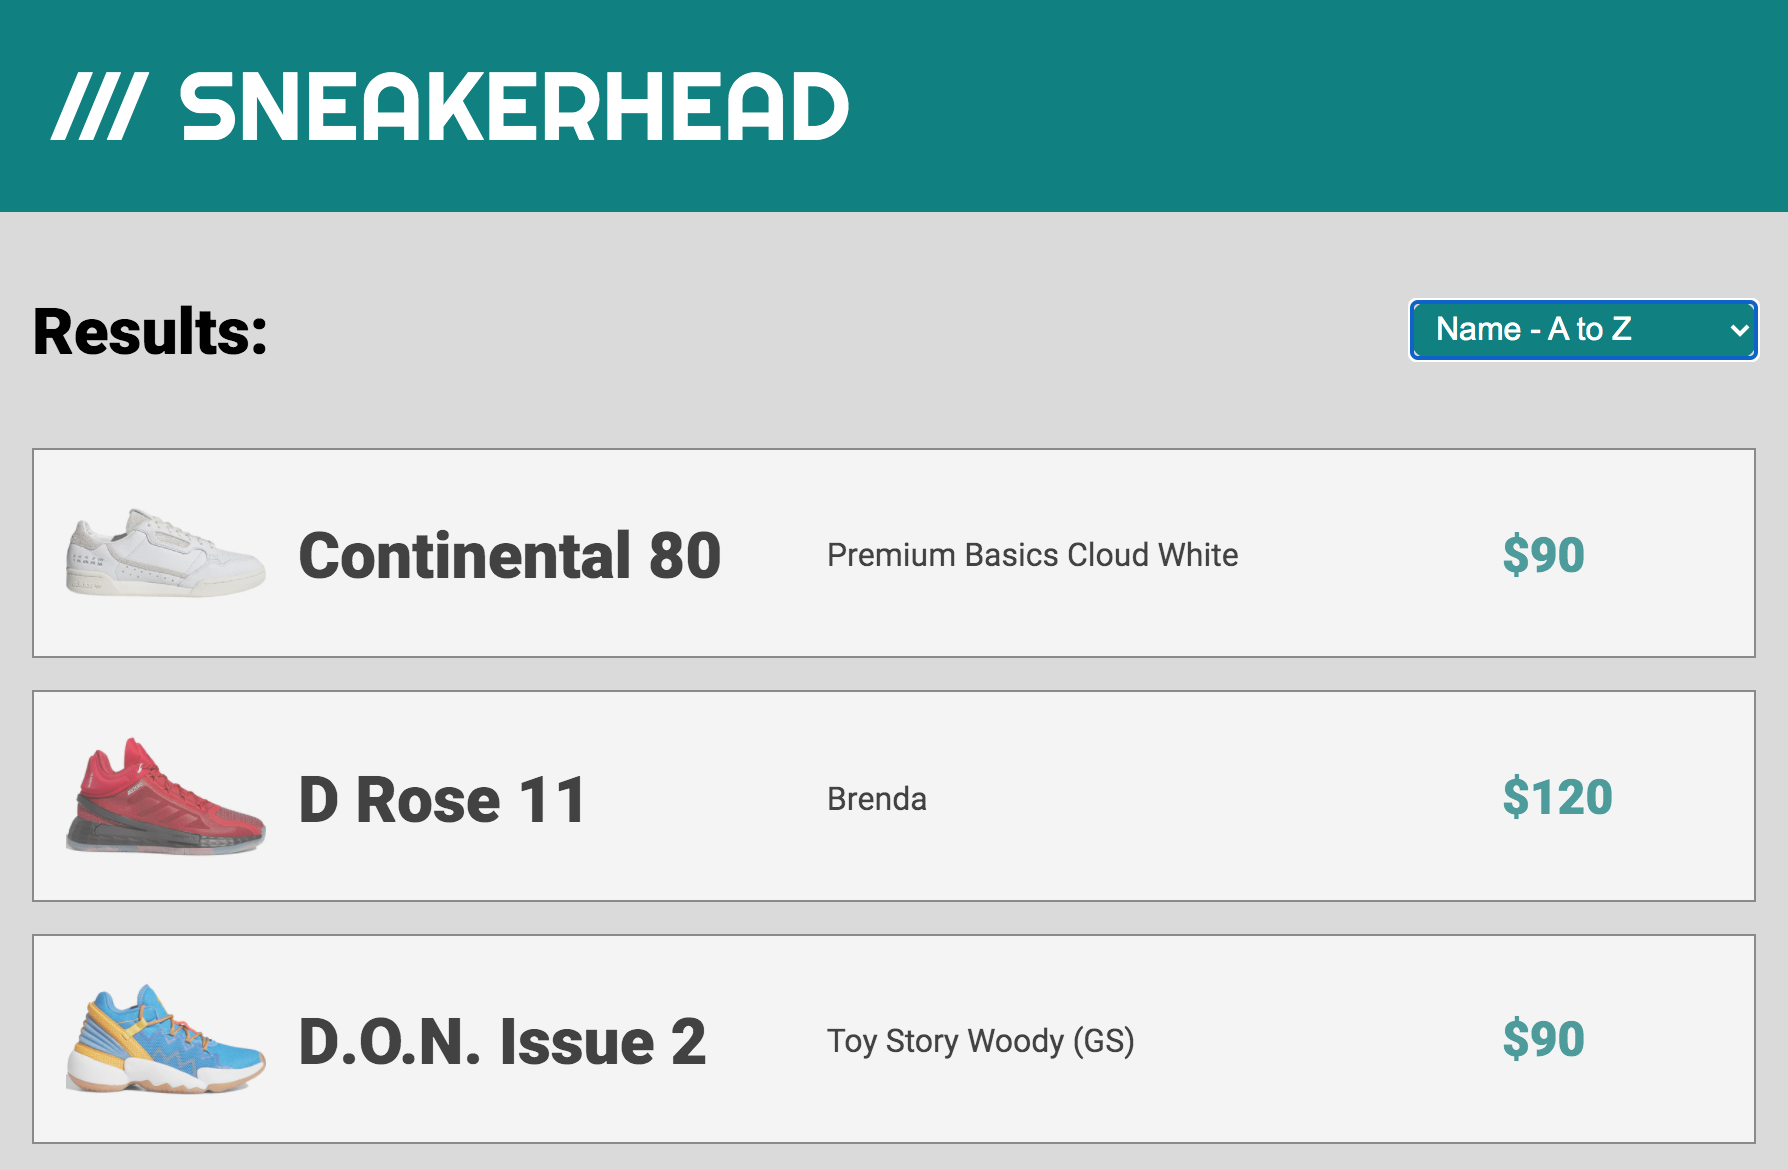 SNEAKERHEAD
Results:
Name - A to Z
Continental 80 Premium Basics Cloud White $90
D Rose 11 Brenda $120
D.O.N. Issue 2 Toy Story Woody (GS) $90